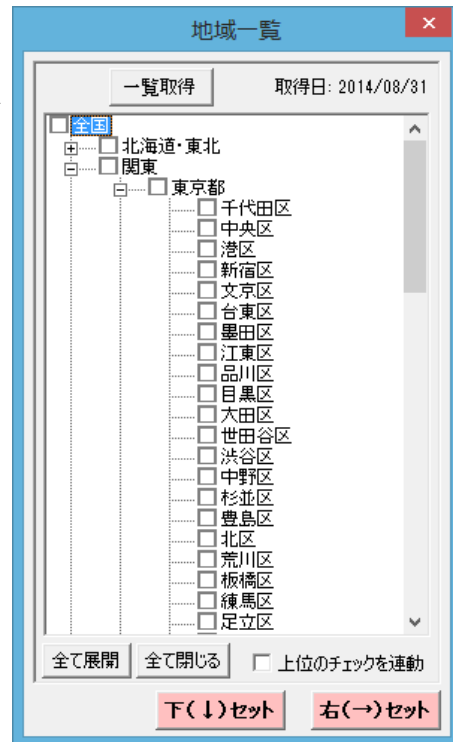 地域一覧
一覧取得 取得日: 2014/08/31
全国
北海道・東北
関東
東京都
千代田区
中央区
港区
新宿区
文京区
台東区
墨田区
江東区
品川区
目黒区
大田区
世田谷区
渋谷区
中野区
杉並区
豊島区
北区
荒川区
板橋区
練馬区
足立区
全て展開 全て閉じる 上位のチェックを連動
下(↓)セット 右(→)セット